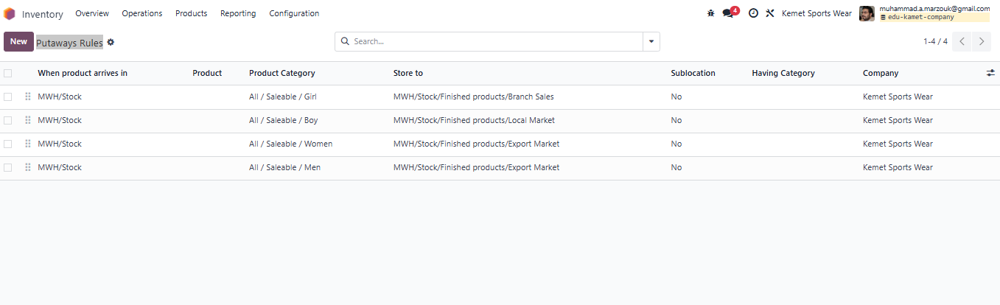 Inventory Overview Operations Products Reporting Configuration 4 Kemet Sports Wear muhammad.a.marzouk@gmail.com
edu-kamet-company
New Putaways Rules Search... 1-4 / 4
When product arrives in Product Product Category Store to Sublocation Having Category Company
MWH/Stock All / Saleable / Girl MWH/Stock/Finished products/Branch Sales No Kemet Sports Wear
MWH/Stock All / Saleable / Boy MWH/Stock/Finished products/Local Market No Kemet Sports Wear
MWH/Stock All / Saleable / Women MWH/Stock/Finished products/Export Market No Kemet Sports Wear
MWH/Stock All / Saleable / Men MWH/Stock/Finished products/Export Market No Kemet Sports Wear